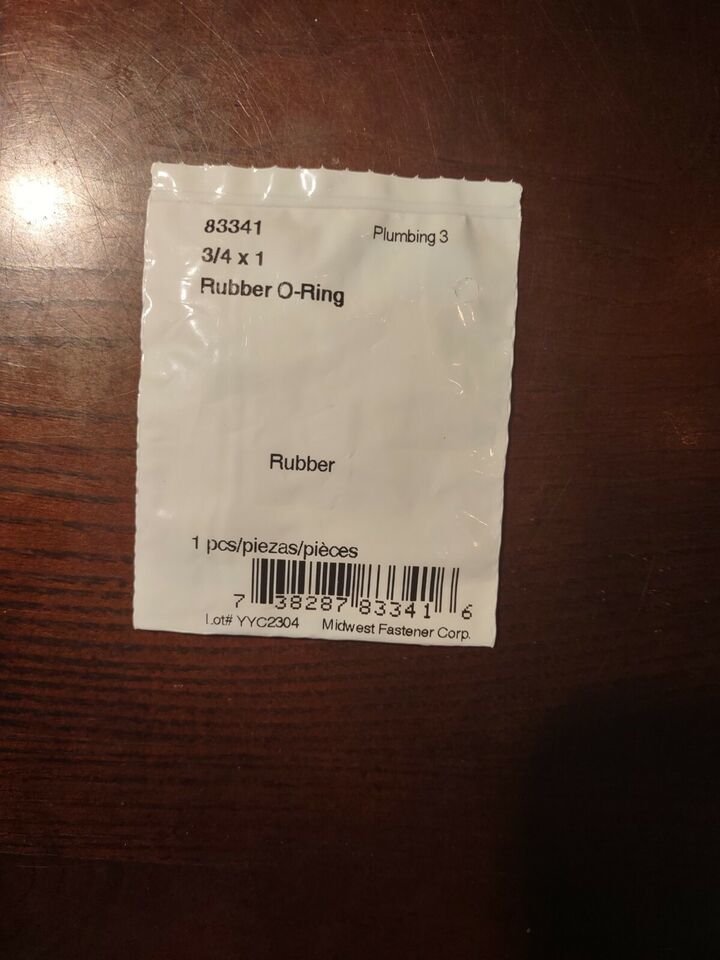 83341
Plumbing 3
3/4 x 1
Rubber O-Ring
Rubber
1 pcs/piezas/pièces
7 38287 83341 6
Lot# YYC2304 Midwest Fastener Corp.